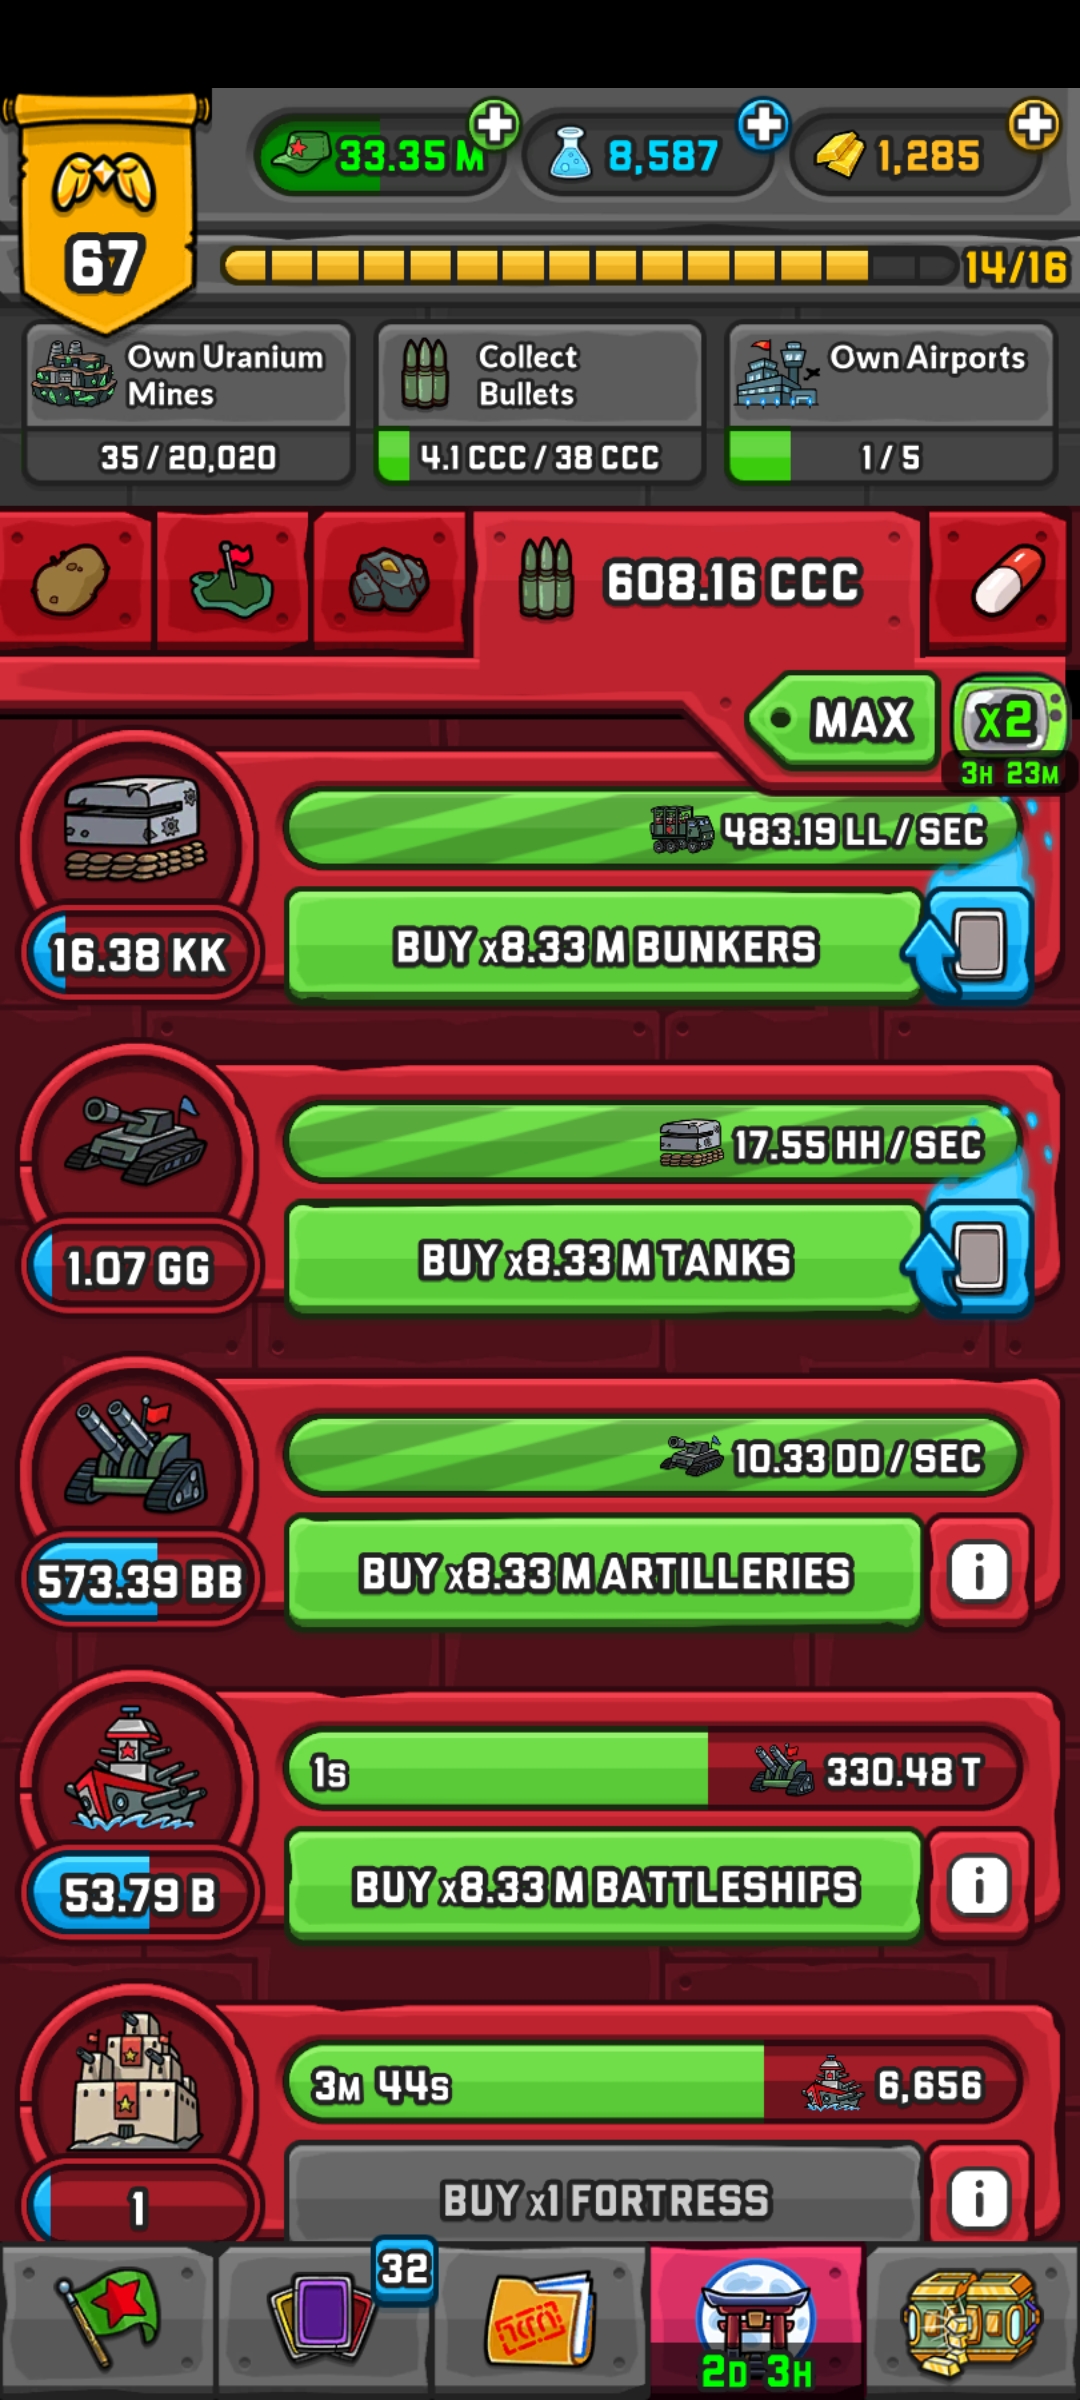 33.35 M
8,587
1,285
67
14/16
Own Uranium
Mines
35 / 20,020
Collect
Bullets
4.1 CCC / 38 CCC
Own Airports
1 / 5
608.16 CCC
MAX
x2
3H 23M
483.19 LL / SEC
16.38 KK
BUY x8.33 M BUNKERS
17.55 HH / SEC
1.07 GG
BUY x8.33 M TANKS
10.33 DD / SEC
573.39 BB
BUY x8.33 M ARTILLERIES
i
1S
330.48 T
53.79 B
BUY x8.33 M BATTLESHIPS
i
3M 44S
6,656
1
BUY x1 FORTRESS
i
32
2D 3H